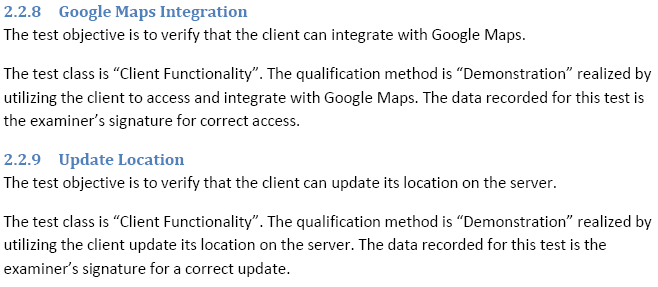 2.2.8 Google Maps Integration
The test objective is to verify that the client can integrate with Google Maps.
The test class is “Client Functionality”. The qualification method is “Demonstration” realized by
utilizing the client to access and integrate with Google Maps. The data recorded for this test is
the examiner’s signature for correct access.
2.2.9 Update Location
The test objective is to verify that the client can update its location on the server.
The test class is “Client Functionality”. The qualification method is “Demonstration” realized by
utilizing the client update its location on the server. The data recorded for this test is the
examiner’s signature for a correct update.